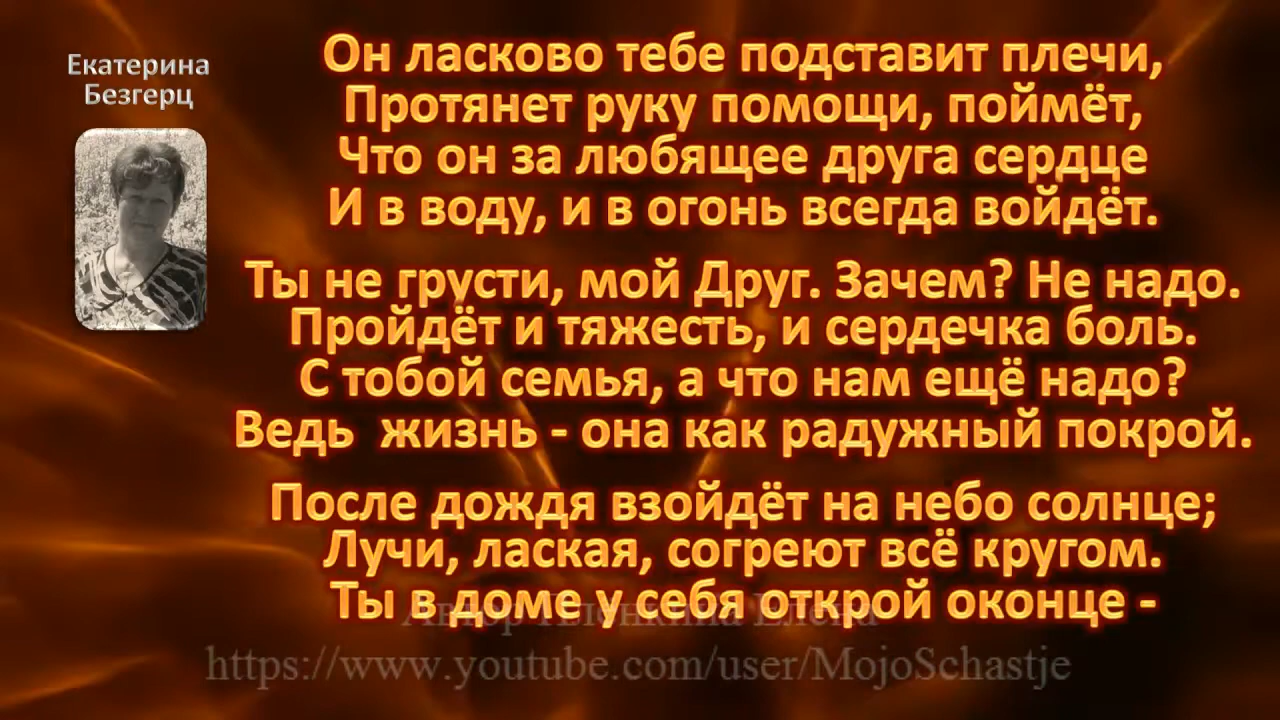 Екатерина
Безгерц
Он ласково тебе подставит плечи,
Протянет руку помощи, поймёт,
Что он за любящее друга сердце
И в воду, и в огонь всегда войдёт.
Ты не грусти, мой Друг. Зачем? Не надо.
Пройдёт и тяжесть, и сердечка боль.
С тобой семья, а что нам ещё надо?
Ведь  жизнь - она как радужный покрой.
После дождя взойдёт на небо солнце;
Лучи, лаская, согреют всё кругом.
Ты в доме у себя открой оконце -
Автор Елена
https://www.youtube.com/user/MojoSchastje